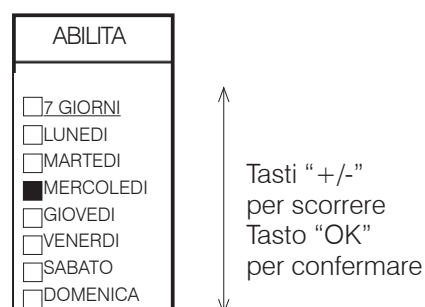 ABILITA
7 GIORNI
LUNEDI
MARTEDI
MERCOLEDI
GIOVEDI
VENERDI
SABATO
DOMENICA
Tasti “+/-”
per scorrere
Tasto “OK”
per confermare